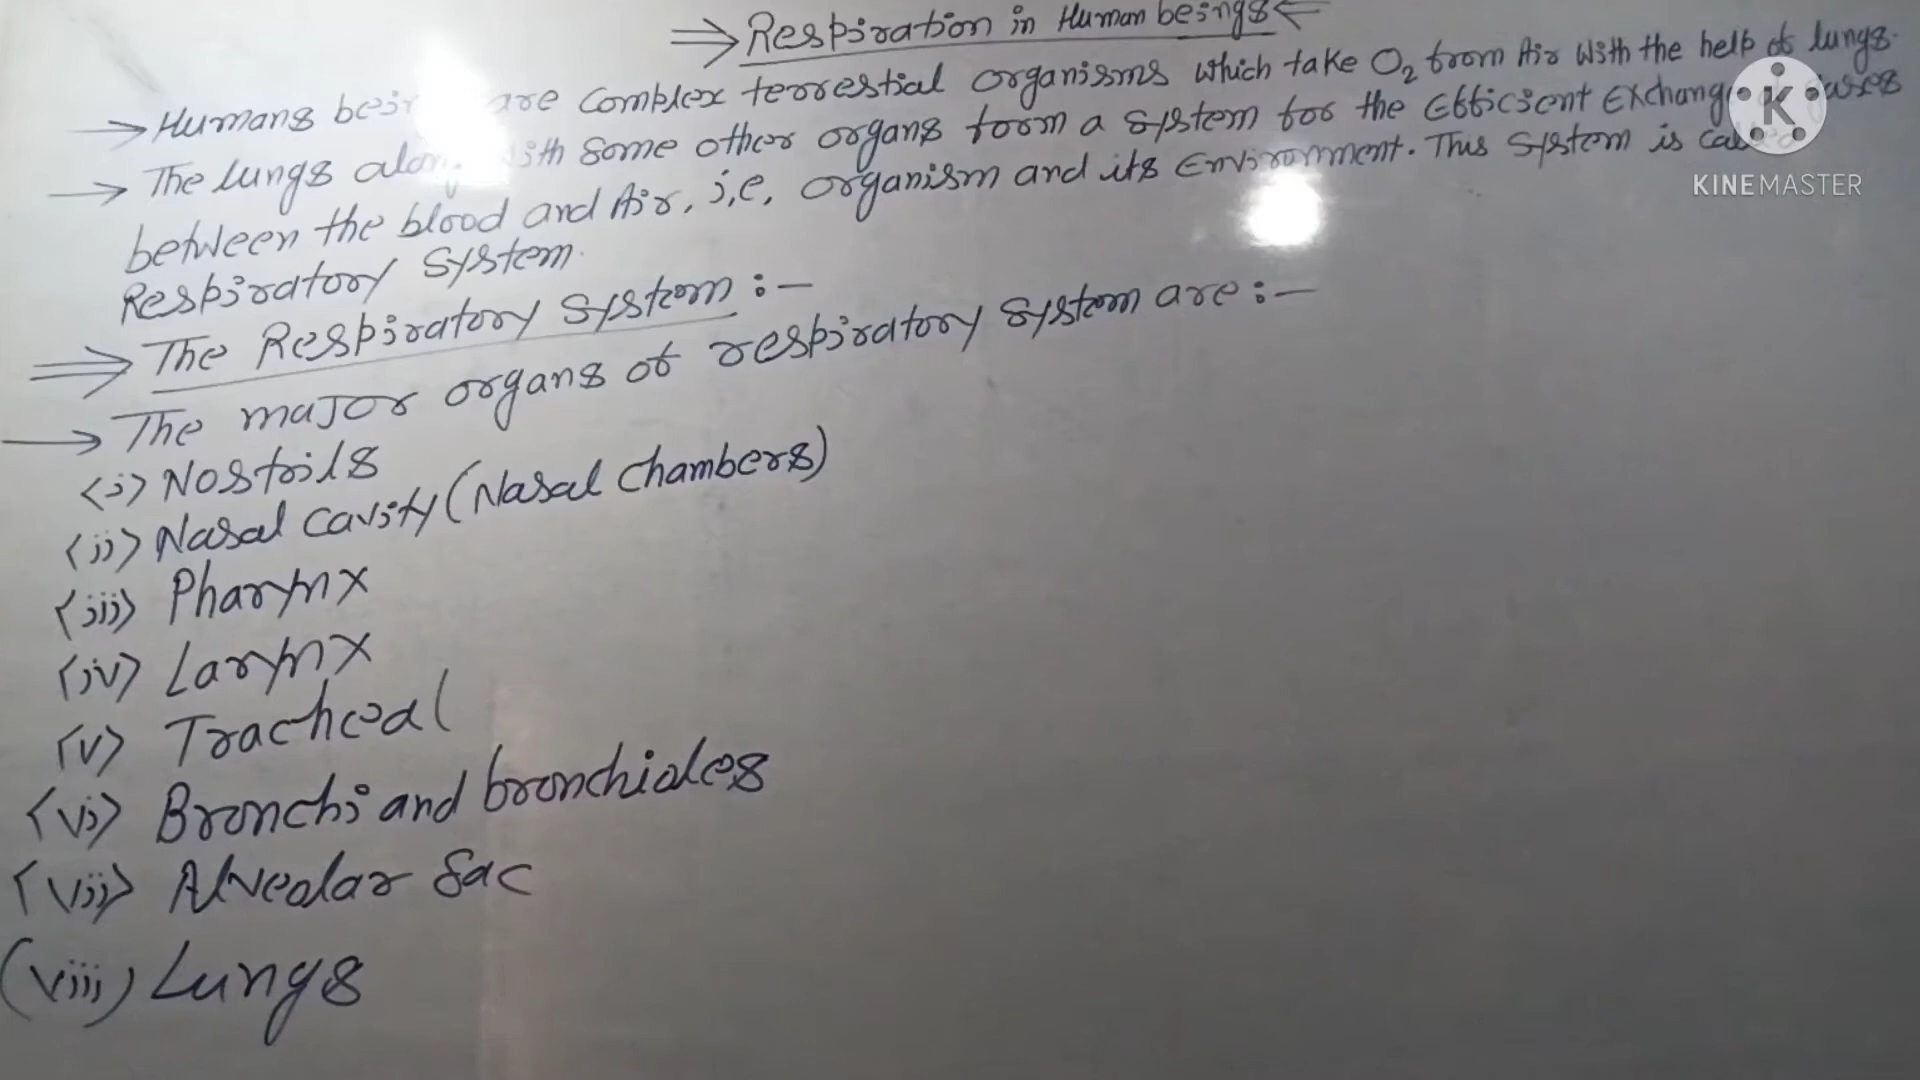 ⇒ Respiration in Human beings ⇐
→ Humans are complex terrestial organisms which take O₂ from Air with the help of lungs.
→ The lungs with some other organs form a system for the Efficient Exchange
between the blood and Air, i,e, organism and its Environment. This System is called
Respiratory System.
⇒ The Respiratory System :-
→ The major organs of respiratory system are :-
(i) Nostrils
(ii) Nasal cavity (Nasal chambers)
(iii) Pharynx
(iv) Larynx
(v) Tracheal
(vi) Bronchi and bronchioles
(vii) Alveolar Sac
(viii) Lungs
K
KINEMASTER